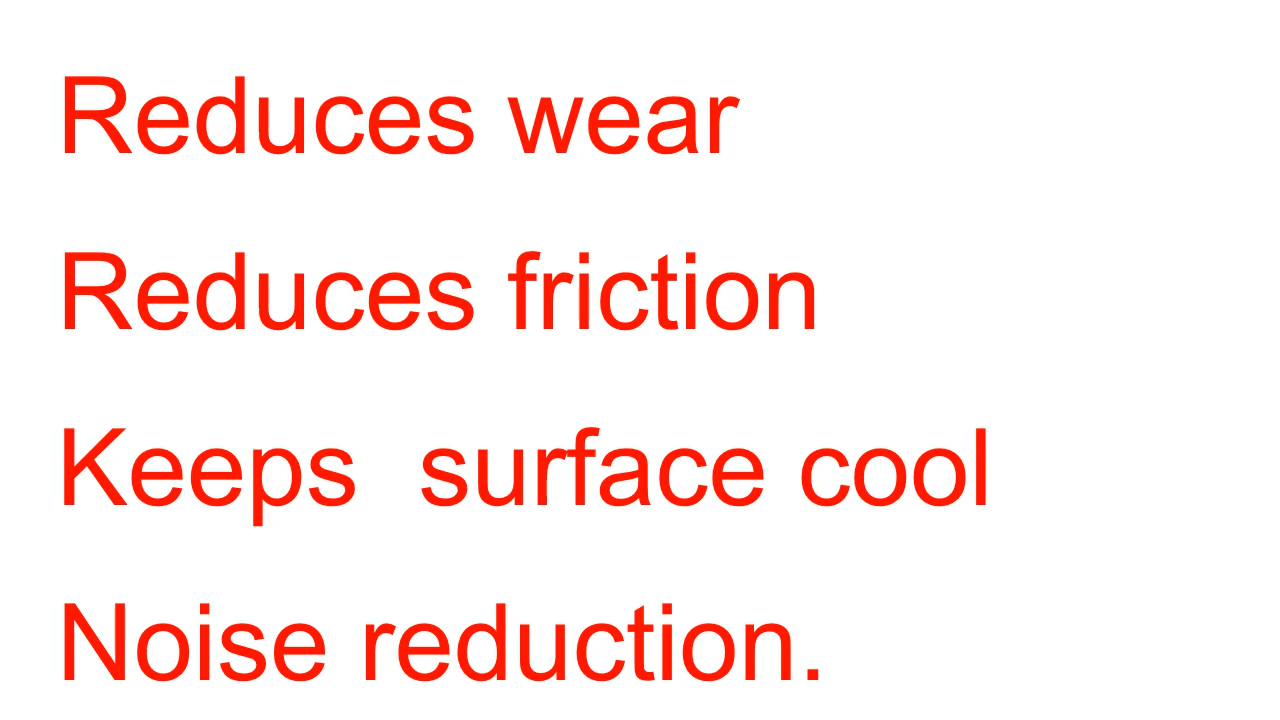 Reduces wear
Reduces friction
Keeps  surface cool
Noise reduction.